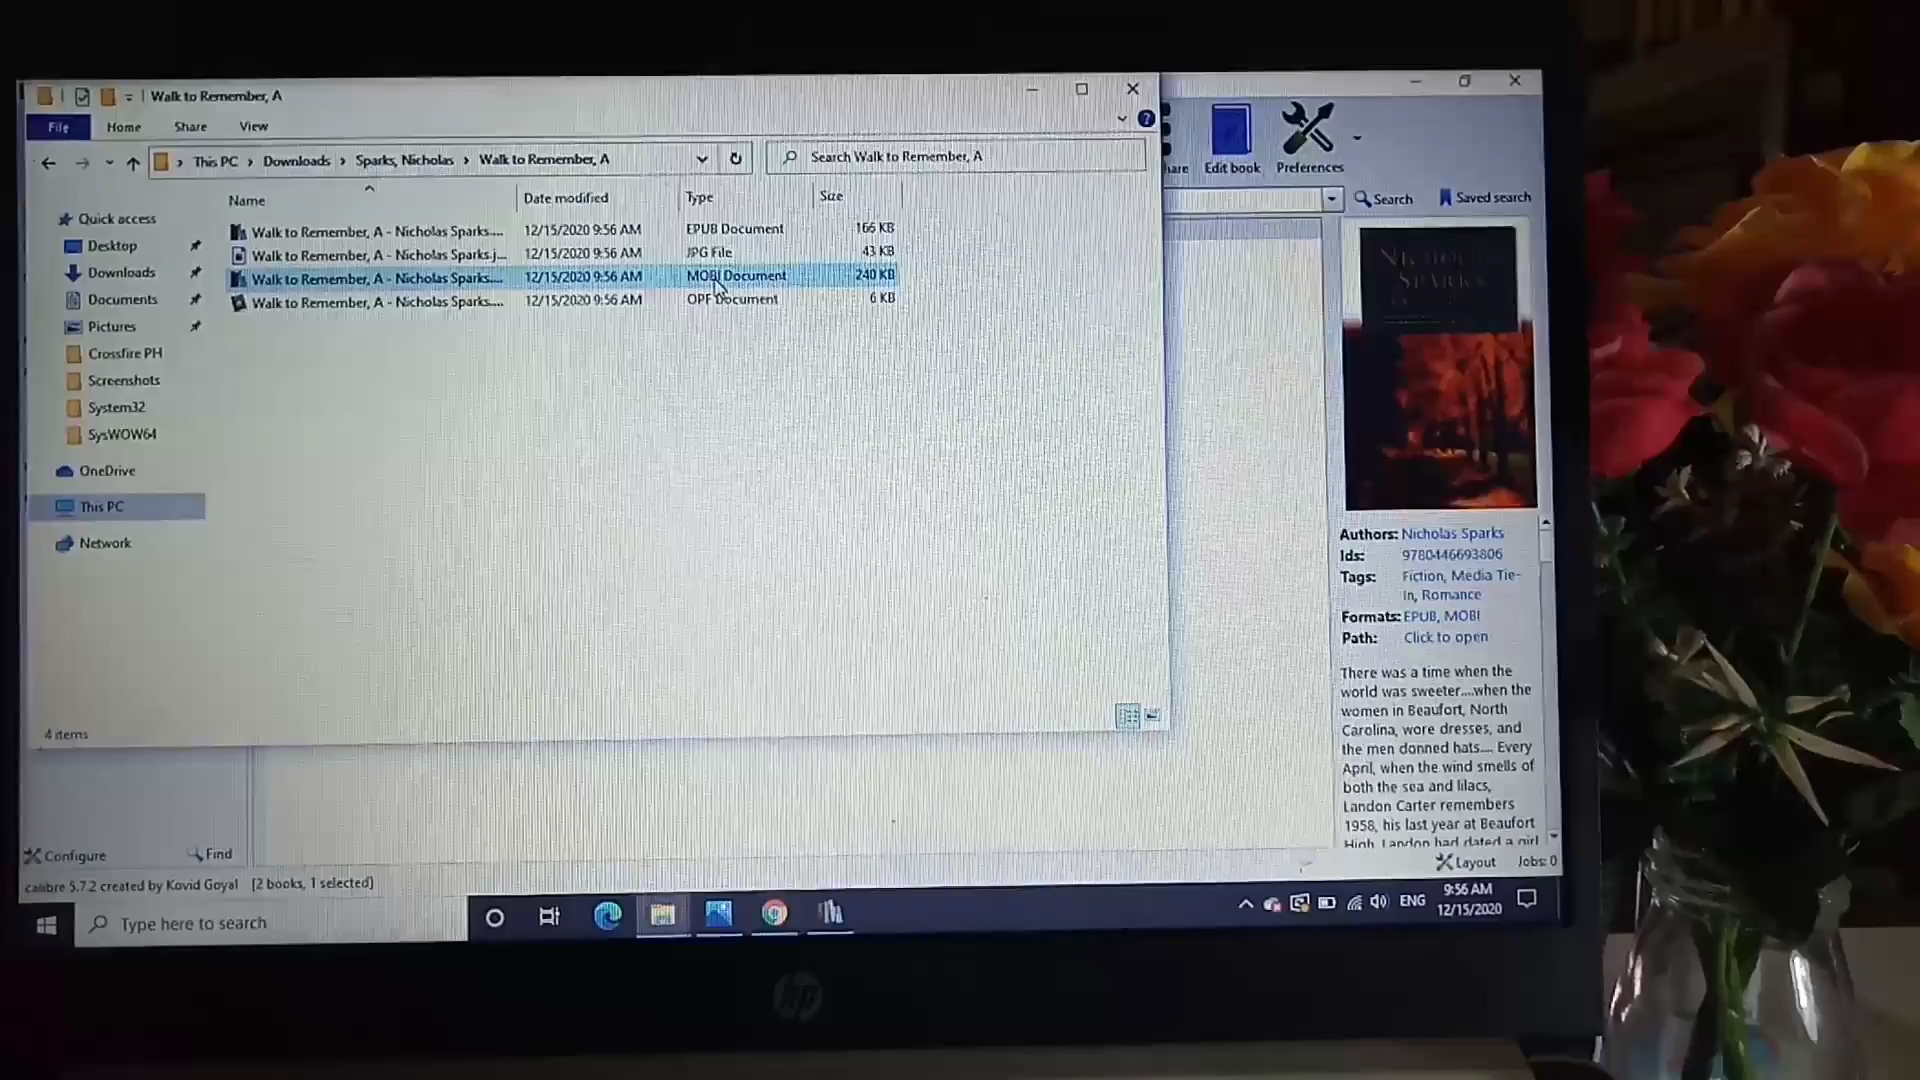 Walk to Remember, A
File Home Share View
This PC > Downloads > Sparks, Nicholas > Walk to Remember, A
Search Walk to Remember, A
Name Date modified Type Size
Walk to Remember, A - Nicholas Sparks.... 12/15/2020 9:56 AM EPUB Document 166 KB
Walk to Remember, A - Nicholas Sparks.j... 12/15/2020 9:56 AM JPG File 43 KB
Walk to Remember, A - Nicholas Sparks.... 12/15/2020 9:56 AM MOBI Document 240 KB
Walk to Remember, A - Nicholas Sparks.... 12/15/2020 9:56 AM OPF Document 6 KB
Quick access
Desktop
Downloads
Documents
Pictures
Crossfire PH
Screenshots
System32
SysWOW64
OneDrive
This PC
Network
4 items
hare Edit book Preferences
Search Saved search
NICHOLAS
SPARKS
Authors: Nicholas Sparks
Ids: 9780446693806
Tags: Fiction, Media Tie-
In, Romance
Formats: EPUB, MOBI
Path: Click to open
There was a time when the
world was sweeter....when the
women in Beaufort, North
Carolina, wore dresses, and
the men donned hats.... Every
April, when the wind smells of
both the sea and lilacs,
Landon Carter remembers
1958, his last year at Beaufort
High. Landon had dated a girl
Configure Find
Layout Jobs: 0
calibre 5.7.2 created by Kovid Goyal [2 books, 1 selected]
Type here to search
ENG
9:56 AM
12/15/2020
hp